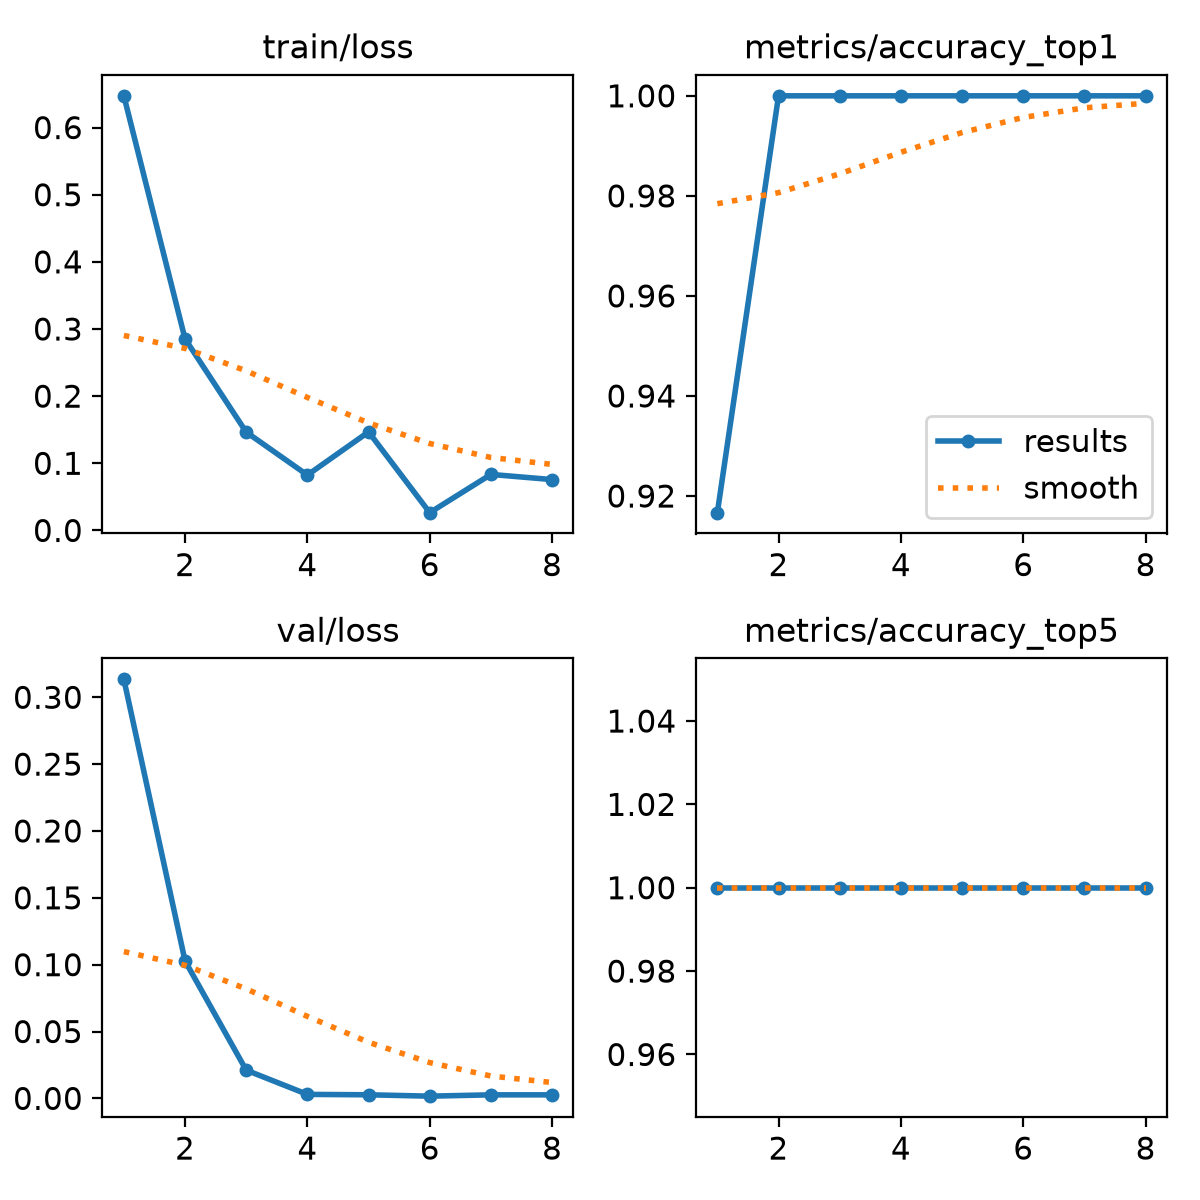 train/loss
0.6
0.5
0.4
0.3
0.2
0.1
0.0
2 4 6 8
metrics/accuracy_top1
1.00
0.98
0.96
0.94
0.92
results
smooth
2 4 6 8
val/loss
0.30
0.25
0.20
0.15
0.10
0.05
0.00
2 4 6 8
metrics/accuracy_top5
1.04
1.02
1.00
0.98
0.96
2 4 6 8